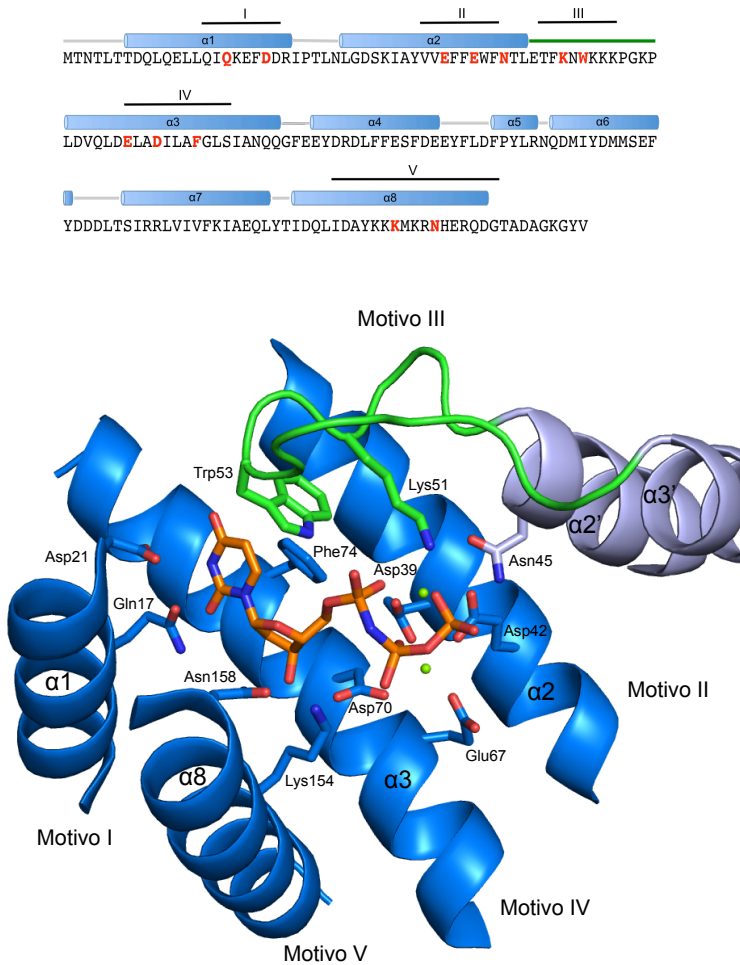 I II III
α1 α2
MTNTLTTDQLQELLQIQKEFDDRIPTLNLGDSKIAYVVEFFEWFNTLETFKNWKKKPGKP
IV
α3 α4 α5 α6
LDVQLDELADILAFGLSIANQQGFEEYDRDLFFESFDEEYFLDFPYLRNQDMIYDMMSEF
V
α7 α8
YDDDLTSIRRLVIVFKIAEQLYTIDQLIDAYKKKMKRNHERQDGTADAGKGYV
Motivo III
Trp53
Lys51
α2'
α3'
Asp21
Phe74
Asp39
Asn45
Gln17
Asp42
α1
Asn158
Asp70
α2
Motivo II
Glu67
α8
Lys154
α3
Motivo I
Motivo IV
Motivo V